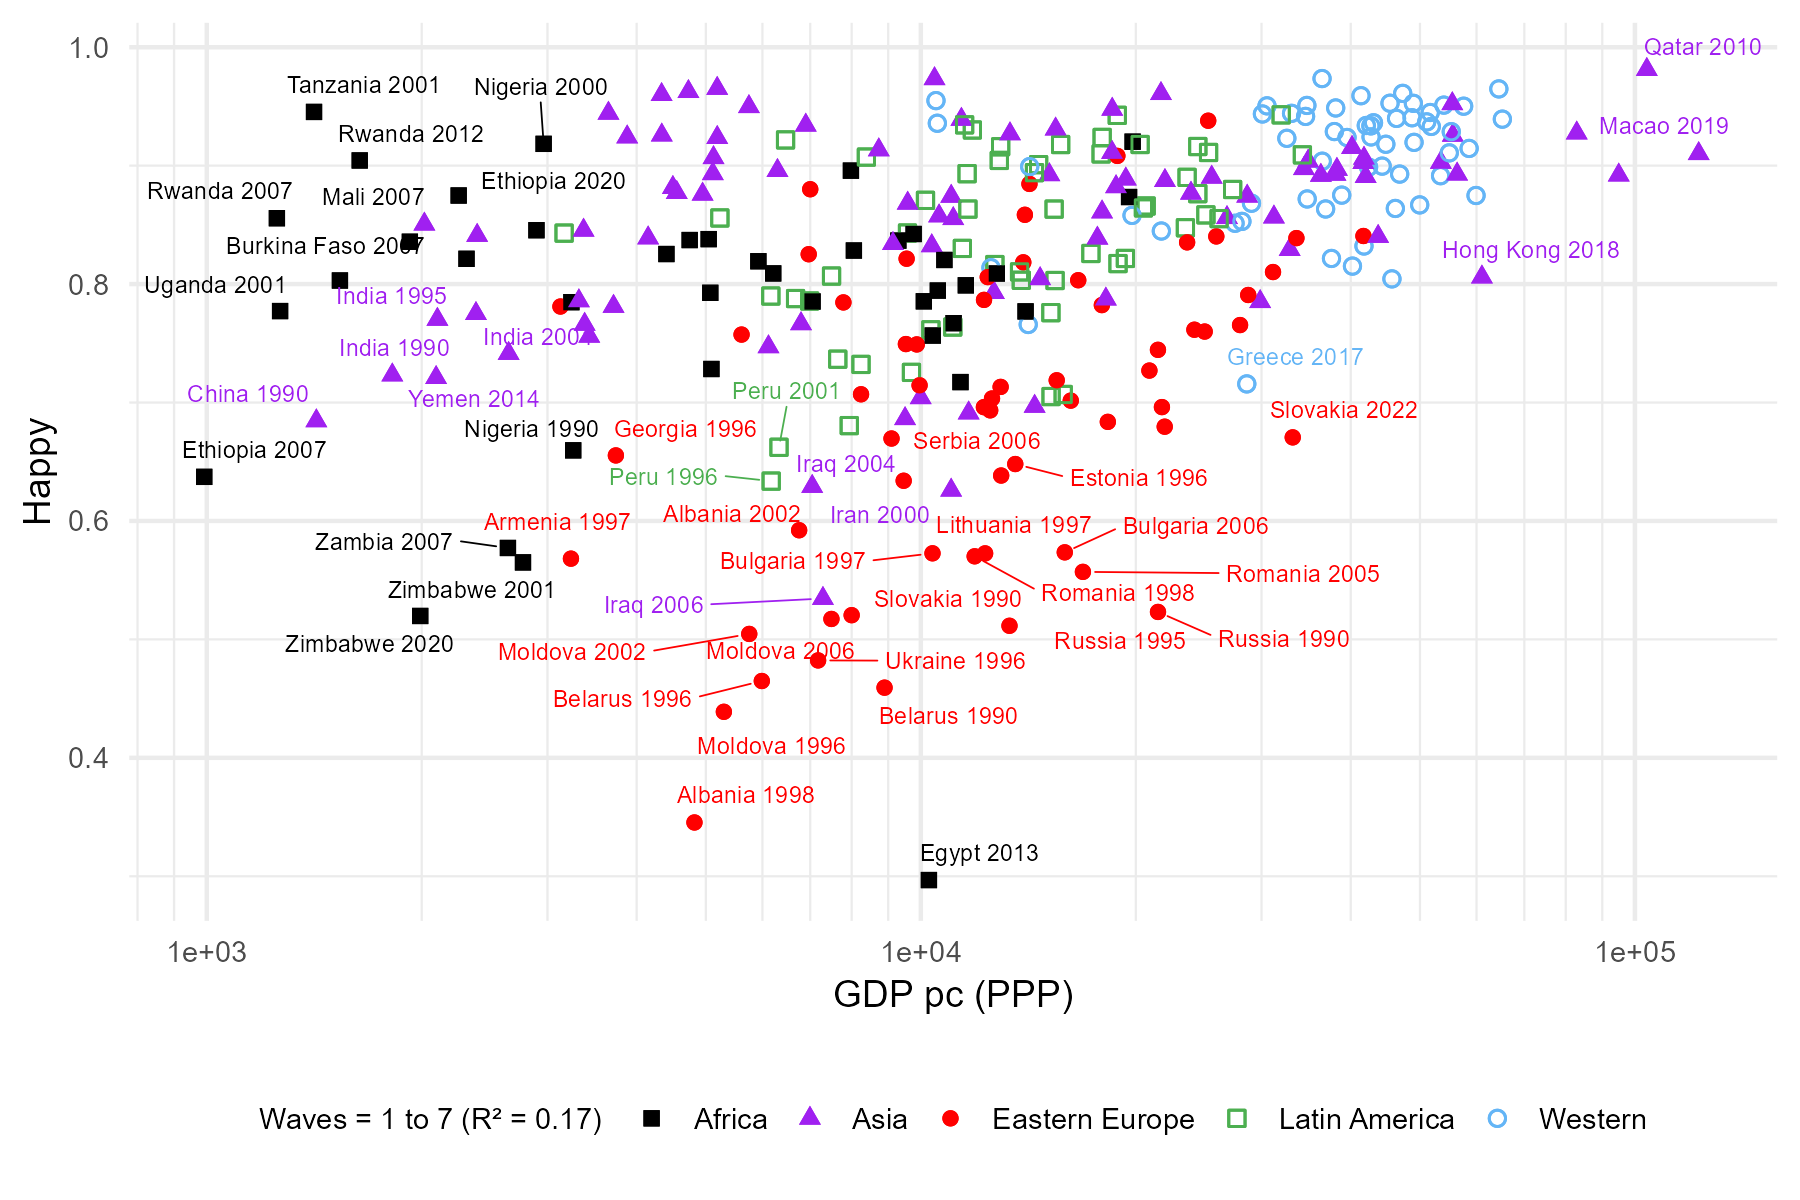 1.0
Qatar 2010
Tanzania 2001
Nigeria 2000
Rwanda 2012
Macao 2019
Ethiopia 2020
Rwanda 2007
Mali 2007
Burkina Faso 2007
Hong Kong 2018
0.8
Uganda 2001
India 1995
India 2001
India 1990
Greece 2017
China 1990
Yemen 2014
Peru 2001
Slovakia 2022
Nigeria 1990
Georgia 1996
Serbia 2006
Ethiopia 2007
Iraq 2004
Peru 1996
Estonia 1996
Happy
0.6
Armenia 1997
Albania 2002
Iran 2000
Lithuania 1997
Bulgaria 2006
Zambia 2007
Bulgaria 1997
Romania 2005
Zimbabwe 2001
Iraq 2006
Slovakia 1990
Romania 1998
Zimbabwe 2020
Moldova 2002
Moldova 2006
Russia 1995
Russia 1990
Ukraine 1996
Belarus 1996
Belarus 1990
Moldova 1996
0.4
Albania 1998
Egypt 2013
1e+03
1e+04
1e+05
GDP pc (PPP)
Waves = 1 to 7 (R² = 0.17) Africa Asia Eastern Europe Latin America Western